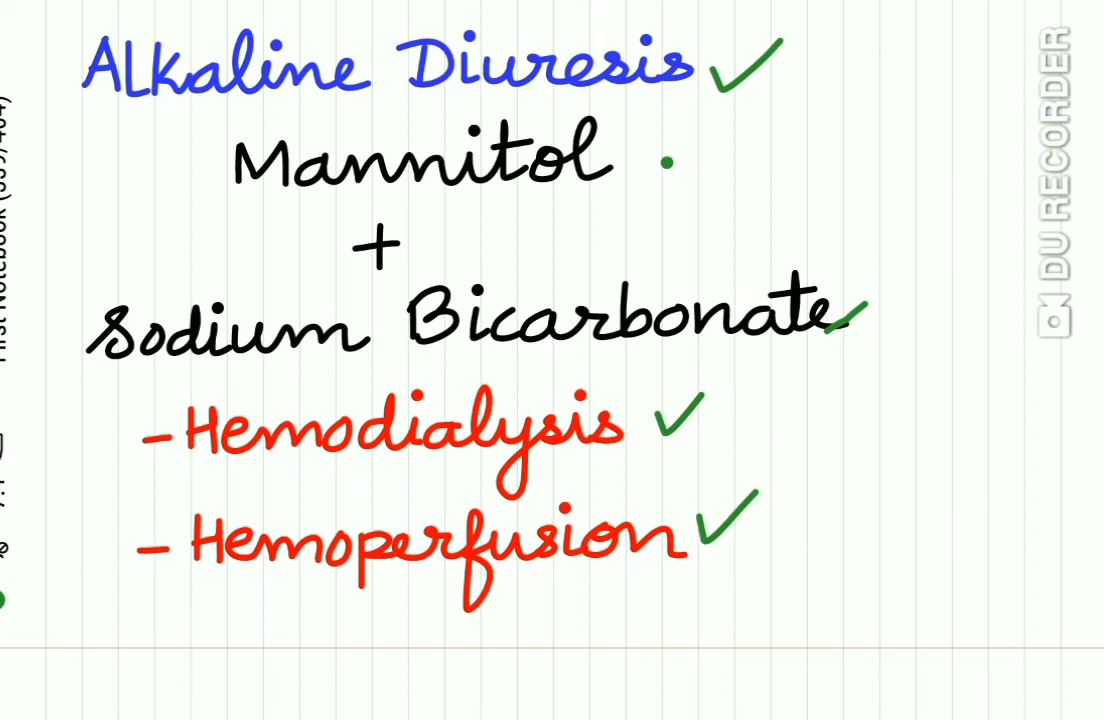 Alkaline Diuresis ✓
Mannitol
+
Sodium Bicarbonate
- Hemodialysis ✓
- Hemoperfusion ✓
DU RECORDER